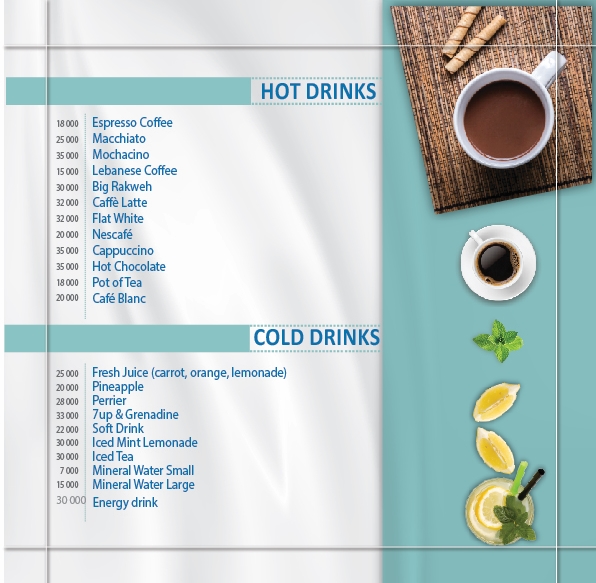 HOT DRINKS
18 000 Espresso Coffee
25 000 Macchiato
35 000 Mochacino
15 000 Lebanese Coffee
30 000 Big Rakweh
32 000 Caffè Latte
32 000 Flat White
20 000 Nescafé
35 000 Cappuccino
35 000 Hot Chocolate
18 000 Pot of Tea
20 000 Café Blanc
COLD DRINKS
25 000 Fresh Juice (carrot, orange, lemonade)
20 000 Pineapple
28 000 Perrier
33 000 7up & Grenadine
22 000 Soft Drink
30 000 Iced Mint Lemonade
30 000 Iced Tea
7 000 Mineral Water Small
15 000 Mineral Water Large
30 000 Energy drink